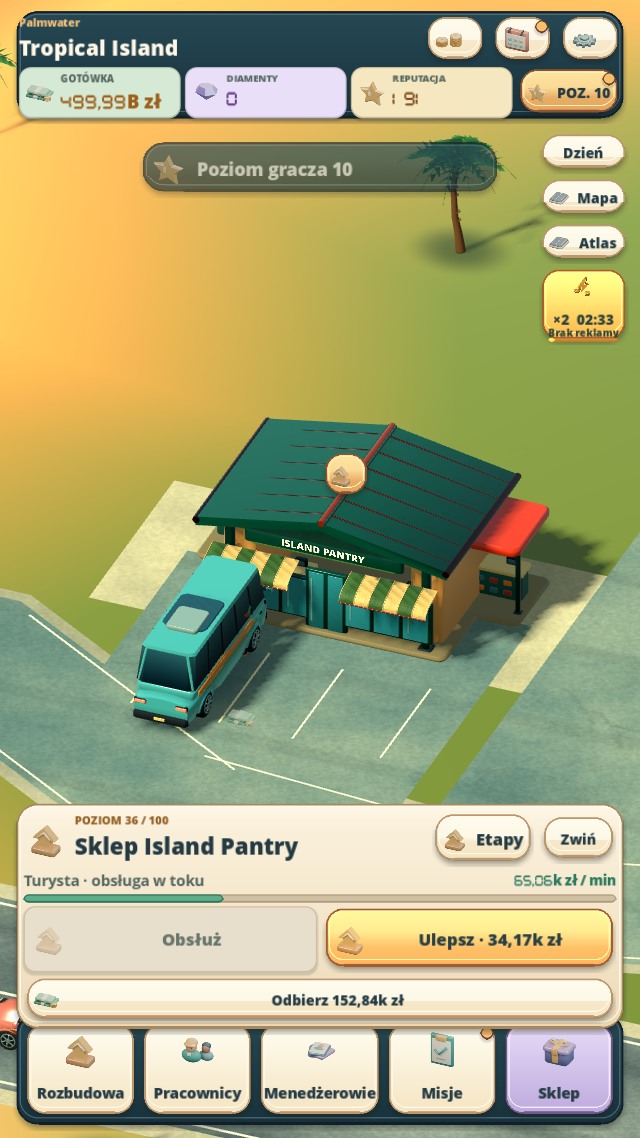 Palmwater
Tropical Island
GOTÓWKA
499,99B zł
DIAMENTY
0
REPUTACJA
191
POZ. 10
Poziom gracza 10
Dzień
Mapa
Atlas
×2 02:33
Brak reklamy
ISLAND PANTRY
POZIOM 36 / 100
Sklep Island Pantry
Etapy
Zwiń
Turysta · obsługa w toku
65,06k zł / min
Obsłuż
Ulepsz · 34,17k zł
Odbierz 152,84k zł
Rozbudowa
Pracownicy
Menedżerowie
Misje
Sklep